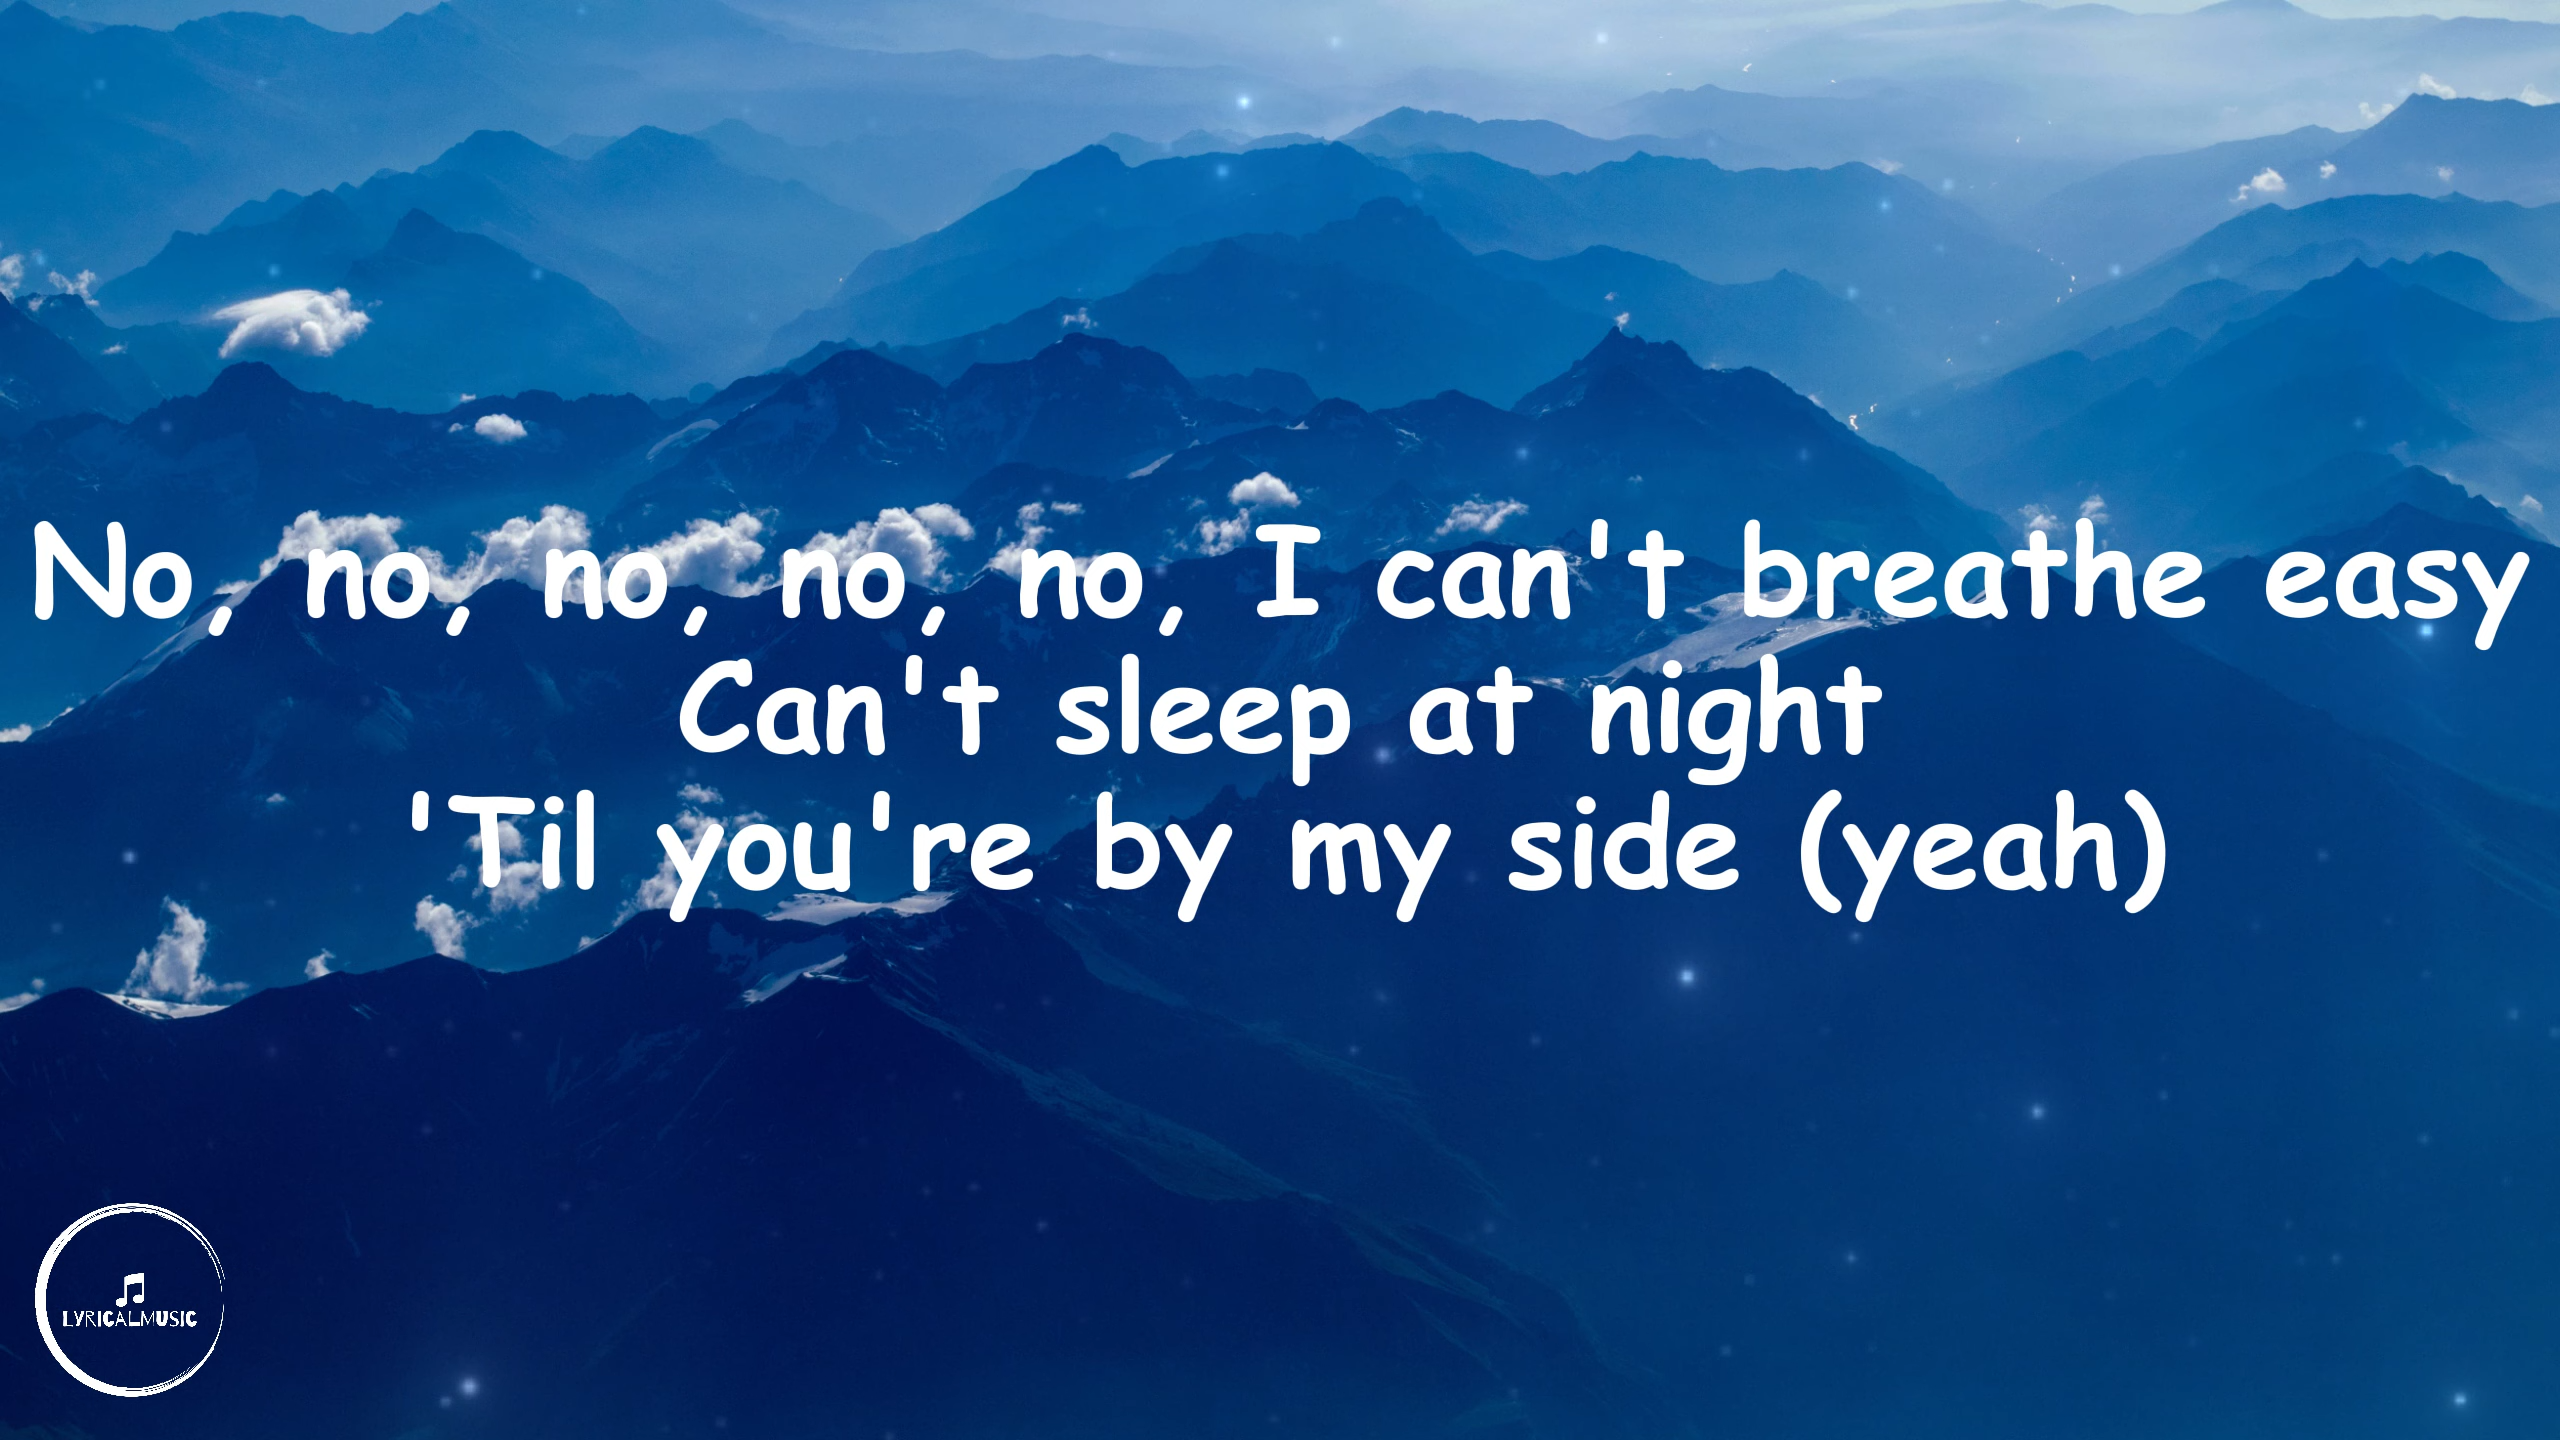 No, no, no, no, no, I can't breathe easy
Can't sleep at night
'Til you're by my side (yeah)
LYRICALMUSIC